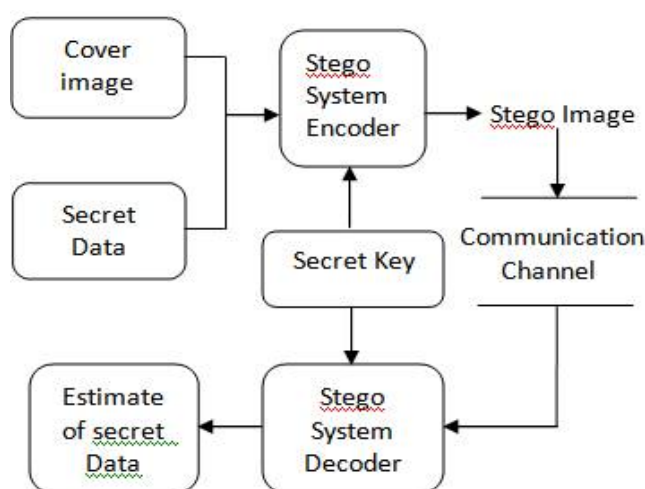 Cover
image
Stego
System
Encoder
Stego Image
Secret
Data
Secret Key
Communication
Channel
Estimate
of secret
Data
Stego
System
Decoder